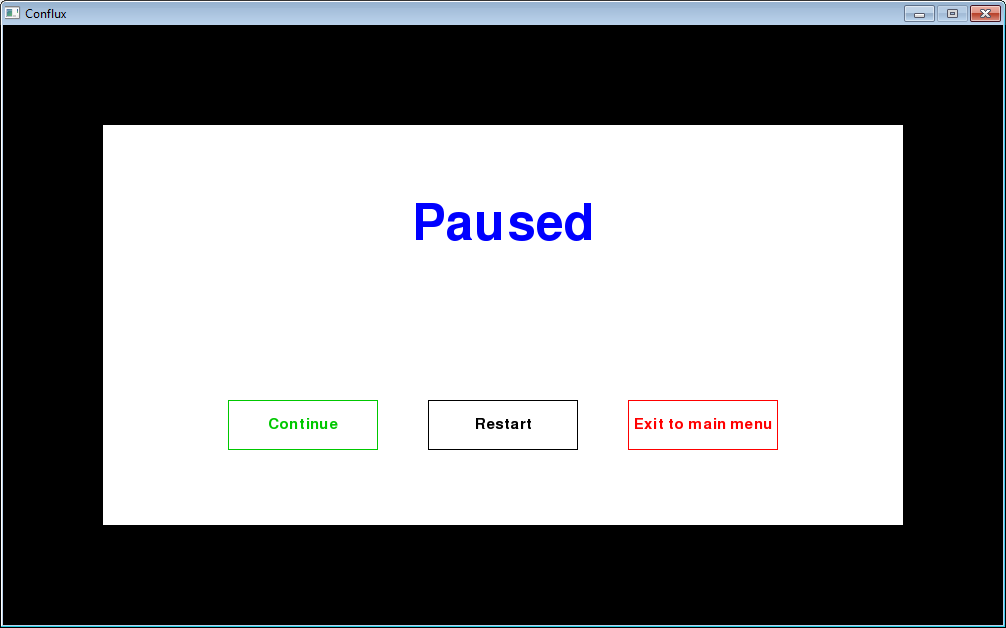 Conflux
Paused
Continue
Restart
Exit to main menu